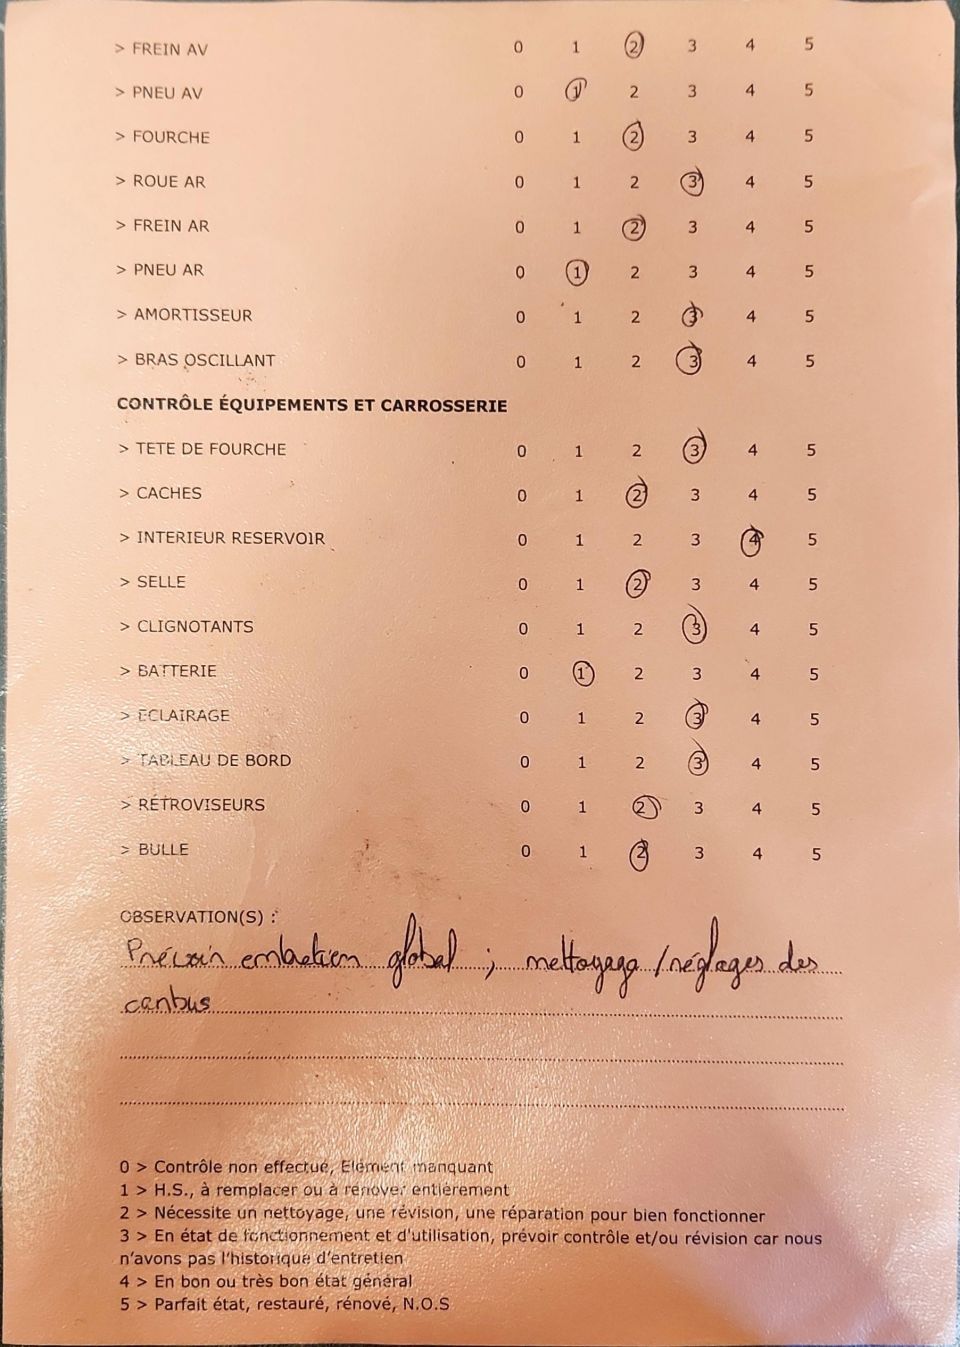 > FREIN AV 0 1 2 3 4 5
> PNEU AV 0 1 2 3 4 5
> FOURCHE 0 1 2 3 4 5
> ROUE AR 0 1 2 3 4 5
> FREIN AR 0 1 2 3 4 5
> PNEU AR 0 1 2 3 4 5
> AMORTISSEUR 0 1 2 3 4 5
> BRAS OSCILLANT 0 1 2 3 4 5
CONTRÔLE ÉQUIPEMENTS ET CARROSSERIE
> TETE DE FOURCHE 0 1 2 3 4 5
> CACHES 0 1 2 3 4 5
> INTERIEUR RESERVOIR 0 1 2 3 4 5
> SELLE 0 1 2 3 4 5
> CLIGNOTANTS 0 1 2 3 4 5
> BATTERIE 0 1 2 3 4 5
> ECLAIRAGE 0 1 2 3 4 5
> TABLEAU DE BORD 0 1 2 3 4 5
> RÉTROVISEURS 0 1 2 3 4 5
> BULLE 0 1 2 3 4 5
OBSERVATION(S) :
Prévoir entretien global ; nettoyage / réglages des
carbus
0 > Contrôle non effectué, Elément manquant
1 > H.S., à remplacer ou à rénover entièrement
2 > Nécessite un nettoyage, une révision, une réparation pour bien fonctionner
3 > En état de fonctionnement et d'utilisation, prévoir contrôle et/ou révision car nous
n'avons pas l'historique d'entretien
4 > En bon ou très bon état général
5 > Parfait état, restauré, rénové, N.O.S